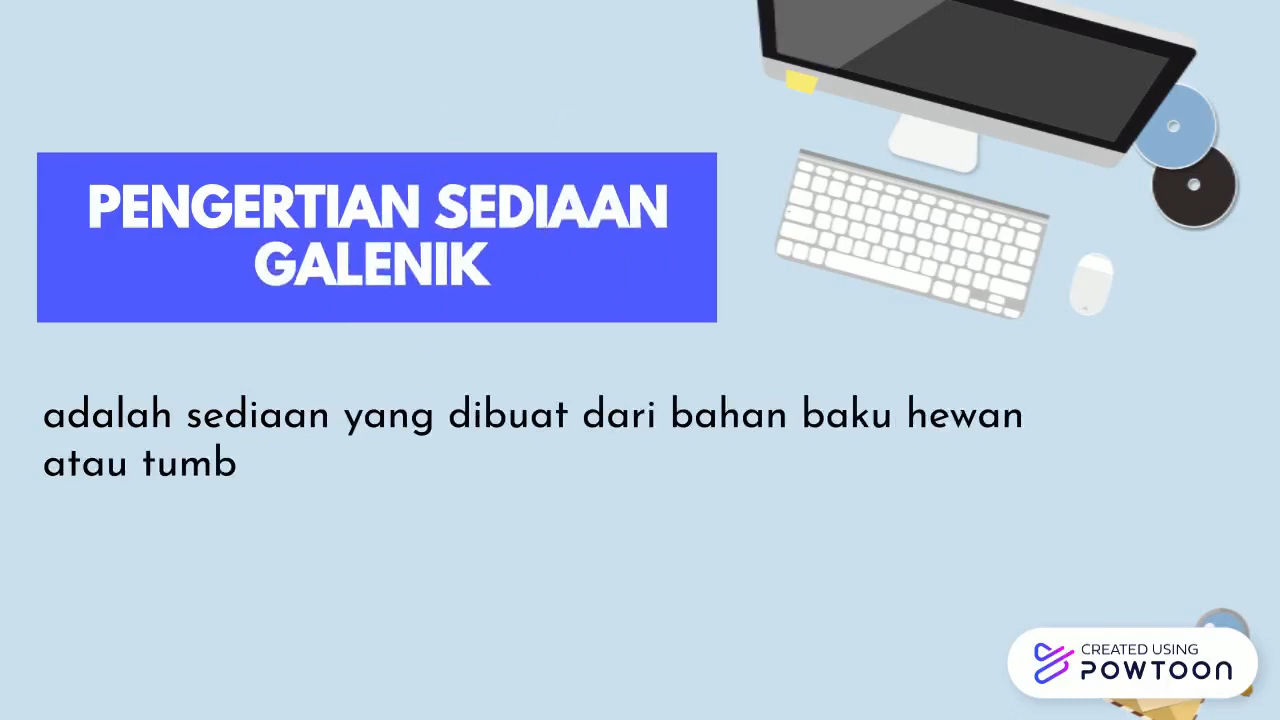 PENGERTIAN SEDIAAN
GALENIK
adalah sediaan yang dibuat dari bahan baku hewan
atau tumb
CREATED USING
POWTOON